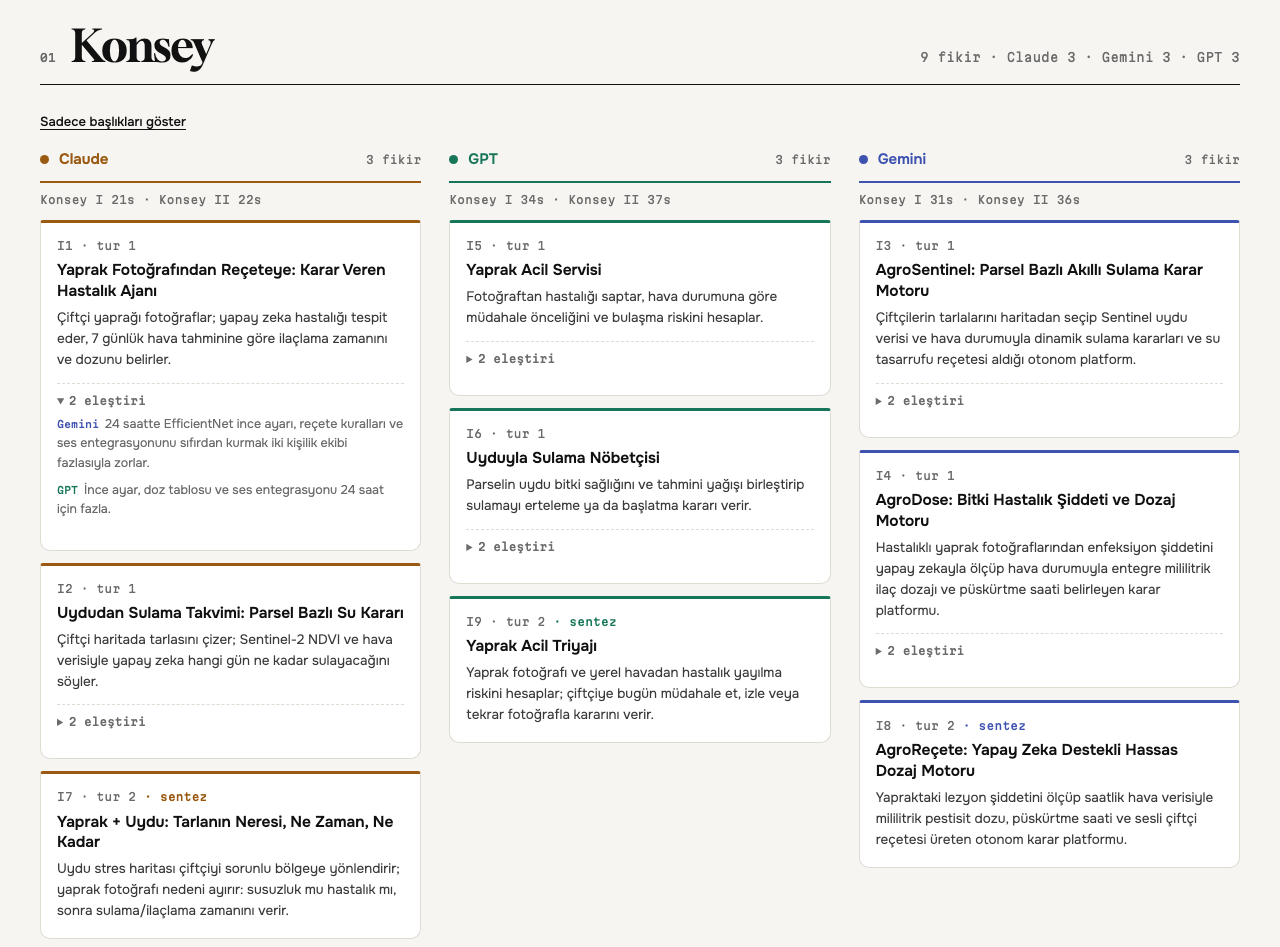 01 Konsey
9 fikir · Claude 3 · Gemini 3 · GPT 3
Sadece başlıkları göster
Claude
3 fikir
Konsey I 21s · Konsey II 22s
I1 · tur 1
Yaprak Fotoğrafından Reçeteye: Karar Veren
Hastalık Ajanı
Çiftçi yaprağı fotoğraflar; yapay zeka hastalığı tespit
eder, 7 günlük hava tahminine göre ilaçlama zamanını
ve dozunu belirler.
▼ 2 eleştiri
Gemini 24 saatte EfficientNet ince ayarı, reçete kuralları ve
ses entegrasyonunu sıfırdan kurmak iki kişilik ekibi
fazlasıyla zorlar.
GPT İnce ayar, doz tablosu ve ses entegrasyonu 24 saat
için fazla.
I2 · tur 1
Uydudan Sulama Takvimi: Parsel Bazlı Su Kararı
Çiftçi haritada tarlasını çizer; Sentinel-2 NDVI ve hava
verisiyle yapay zeka hangi gün ne kadar sulayacağını
söyler.
▶ 2 eleştiri
I7 · tur 2 · sentez
Yaprak + Uydu: Tarlanın Neresi, Ne Zaman, Ne
Kadar
Uydu stres haritası çiftçiyi sorunlu bölgeye yönlendirir;
yaprak fotoğrafı nedeni ayırır: susuzluk mu hastalık mı,
sonra sulama/ilaçlama zamanını verir.
GPT
3 fikir
Konsey I 34s · Konsey II 37s
I5 · tur 1
Yaprak Acil Servisi
Fotoğraftan hastalığı saptar, hava durumuna göre
müdahale önceliğini ve bulaşma riskini hesaplar.
▶ 2 eleştiri
I6 · tur 1
Uyduyla Sulama Nöbetçisi
Parselin uydu bitki sağlığını ve tahmini yağışı birleştirip
sulamayı erteleme ya da başlatma kararı verir.
▶ 2 eleştiri
I9 · tur 2 · sentez
Yaprak Acil Triyajı
Yaprak fotoğrafı ve yerel havadan hastalık yayılma
riskini hesaplar; çiftçiye bugün müdahale et, izle veya
tekrar fotoğrafla kararını verir.
Gemini
3 fikir
Konsey I 31s · Konsey II 36s
I3 · tur 1
AgroSentinel: Parsel Bazlı Akıllı Sulama Karar
Motoru
Çiftçilerin tarlalarını haritadan seçip Sentinel uydu
verisi ve hava durumuyla dinamik sulama kararları ve su
tasarrufu reçetesi aldığı otonom platform.
▶ 2 eleştiri
I4 · tur 1
AgroDose: Bitki Hastalık Şiddeti ve Dozaj
Motoru
Hastalıklı yaprak fotoğraflarından enfeksiyon şiddetini
yapay zekayla ölçüp hava durumuyla entegre mililitrik
ilaç dozajı ve püskürtme saati belirleyen karar
platformu.
▶ 2 eleştiri
I8 · tur 2 · sentez
AgroReçete: Yapay Zeka Destekli Hassas
Dozaj Motoru
Yapraktaki lezyon şiddetini ölçüp saatlik hava verisiyle
mililitrik pestisit dozu, püskürtme saati ve sesli çiftçi
reçetesi üreten otonom karar platformu.